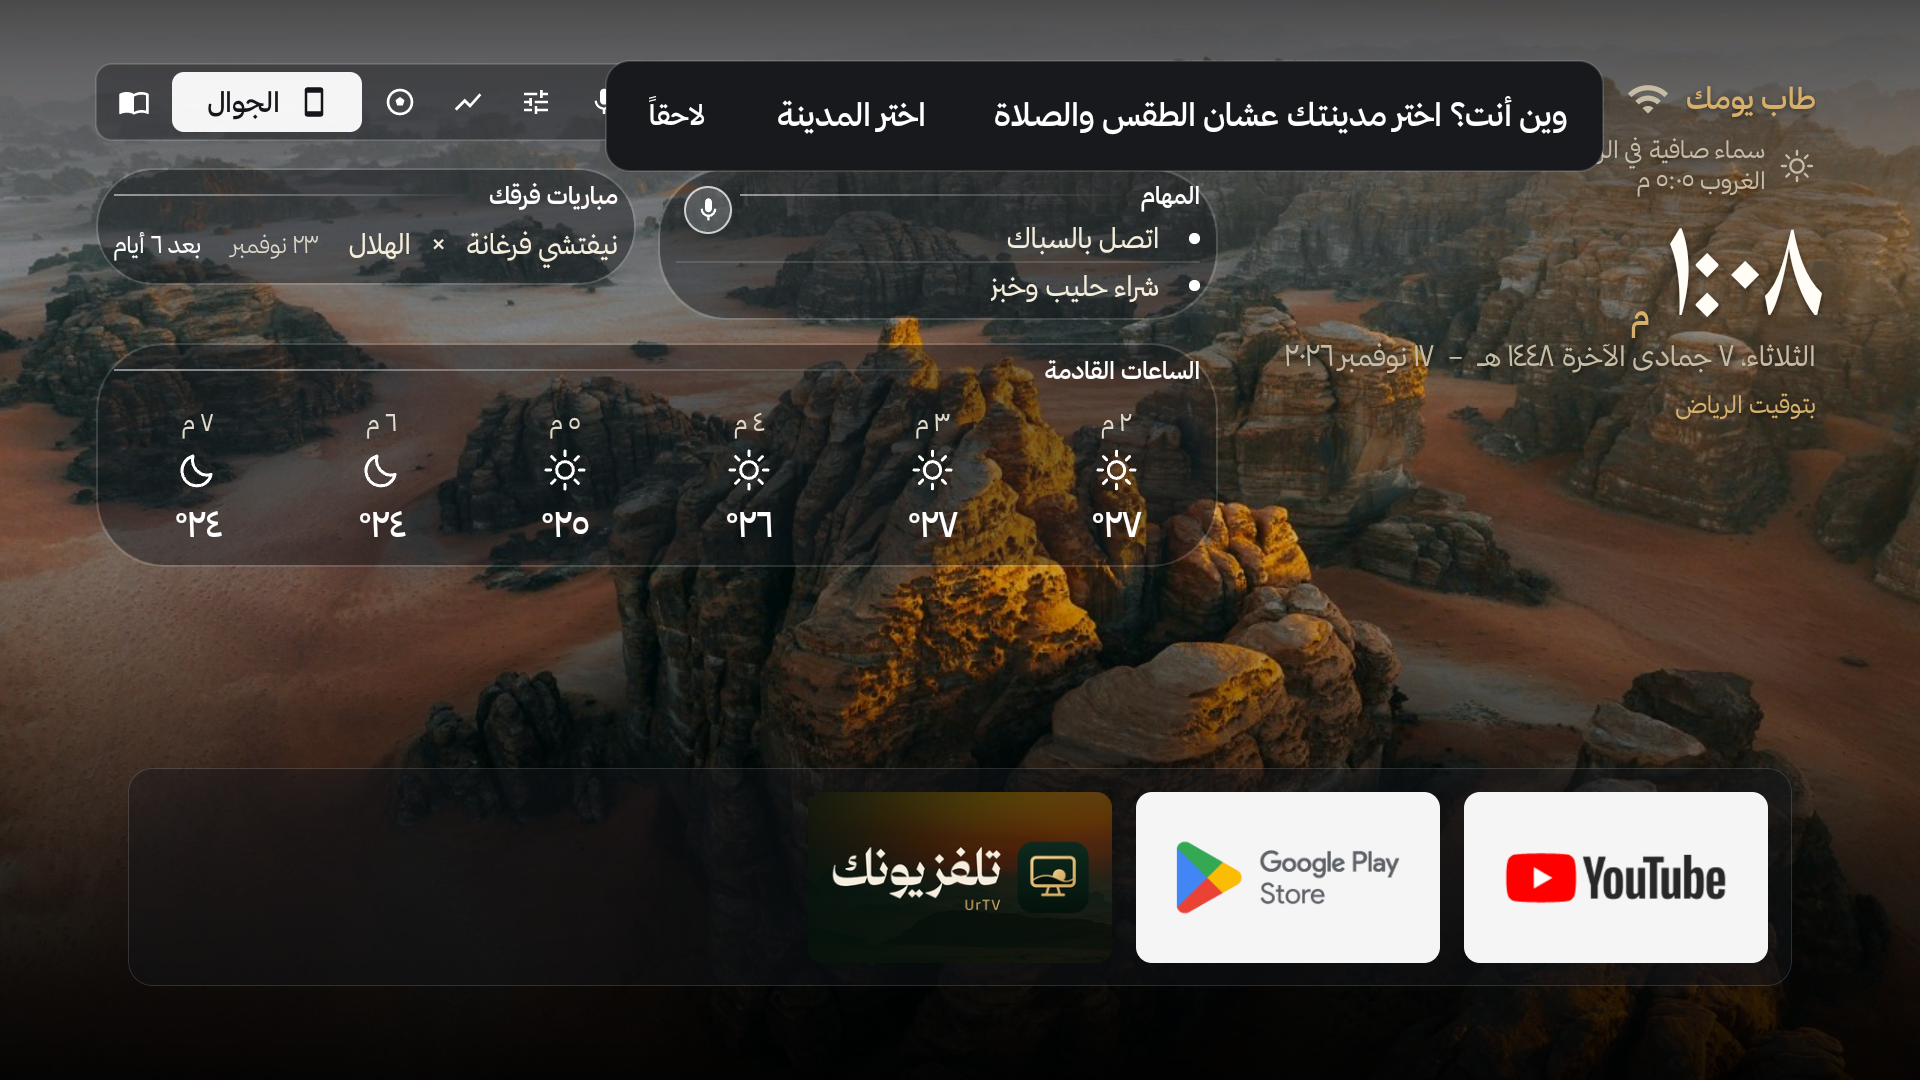 طاب يومك
سماء صافية في
الغروب ٥:٠٥ م
١:٠٨ م
الثلاثاء، ٧ جمادى الآخرة ١٤٤٨ هـ – ١٧ نوفمبر ٢٠٢٦
بتوقيت الرياض
وين أنت؟ اختر مدينتك عشان الطقس والصلاة
اختر المدينة
لاحقاً
الجوال
المهام
اتصل بالسباك
شراء حليب وخبز
مباريات فرقك
نيفتشي فرغانة × الهلال ٢٣ نوفمبر بعد ٦ أيام
الساعات القادمة
٢ م ٣ م ٤ م ٥ م ٦ م ٧ م
٢٧° ٢٧° ٢٦° ٢٥° ٢٤° ٢٤°
YouTube
Google Play
Store
تلفزيونك
UrTV